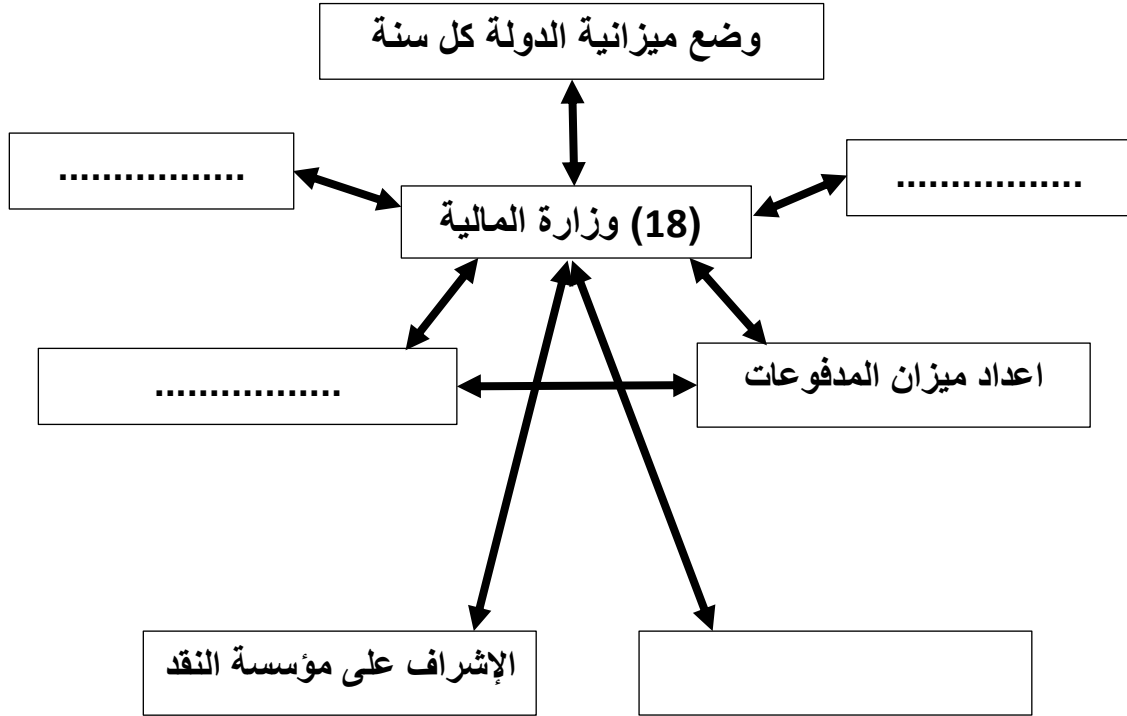 وضع ميزانية الدولة كل سنة
.................
.................
(18) وزارة المالية
اعداد ميزان المدفوعات
.................
الإشراف على مؤسسة النقد